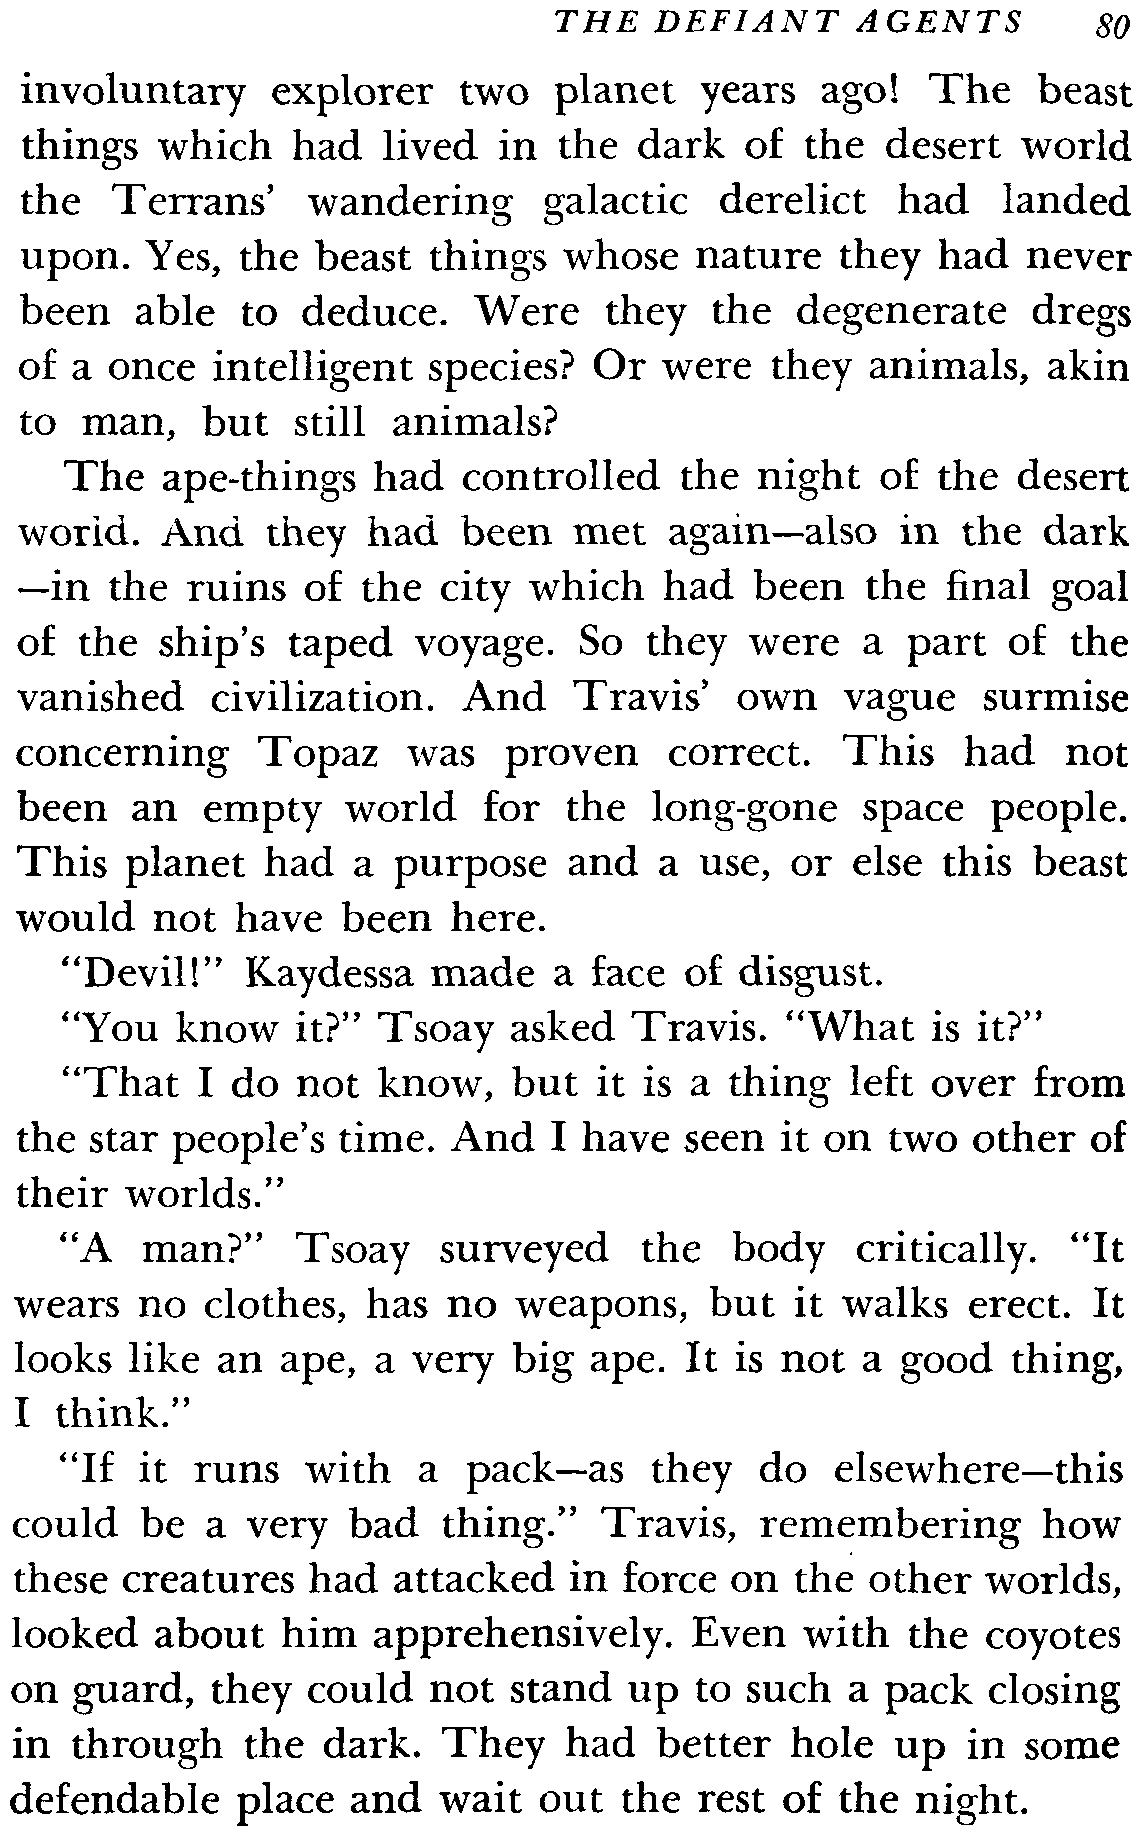 THE DEFIANT AGENTS 80
involuntary explorer two planet years ago! The beast
things which had lived in the dark of the desert world
the Terrans' wandering galactic derelict had landed
upon. Yes, the beast things whose nature they had never
been able to deduce. Were they the degenerate dregs
of a once intelligent species? Or were they animals, akin
to man, but still animals?
The ape-things had controlled the night of the desert
world. And they had been met again—also in the dark
—in the ruins of the city which had been the final goal
of the ship's taped voyage. So they were a part of the
vanished civilization. And Travis' own vague surmise
concerning Topaz was proven correct. This had not
been an empty world for the long-gone space people.
This planet had a purpose and a use, or else this beast
would not have been here.
"Devil!" Kaydessa made a face of disgust.
"You know it?" Tsoay asked Travis. "What is it?"
"That I do not know, but it is a thing left over from
the star people's time. And I have seen it on two other of
their worlds."
"A man?" Tsoay surveyed the body critically. "It
wears no clothes, has no weapons, but it walks erect. It
looks like an ape, a very big ape. It is not a good thing,
I think."
"If it runs with a pack—as they do elsewhere—this
could be a very bad thing." Travis, remembering how
these creatures had attacked in force on the other worlds,
looked about him apprehensively. Even with the coyotes
on guard, they could not stand up to such a pack closing
in through the dark. They had better hole up in some
defendable place and wait out the rest of the night.